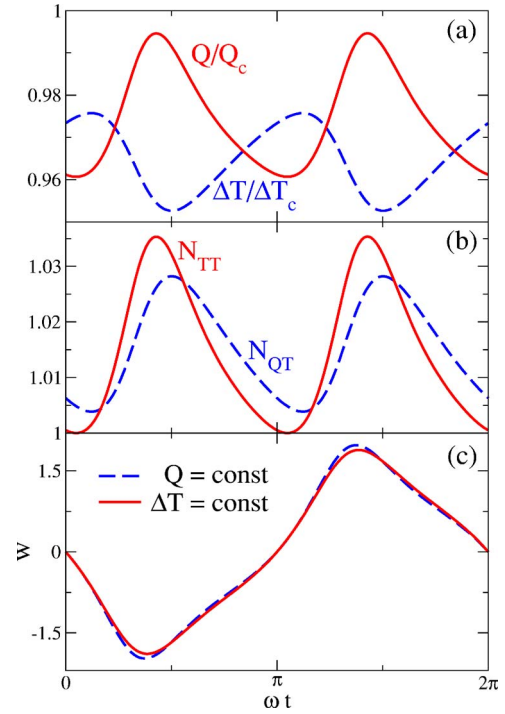 1
(a)
Q/Q_c
0.98
0.96
ΔT/ΔT_c
(b)
N_TT
1.03
1.02
N_QT
1.01
1
(c)
Q = const
1.5
ΔT = const
w
0
-1.5
0
π
2π
ω t